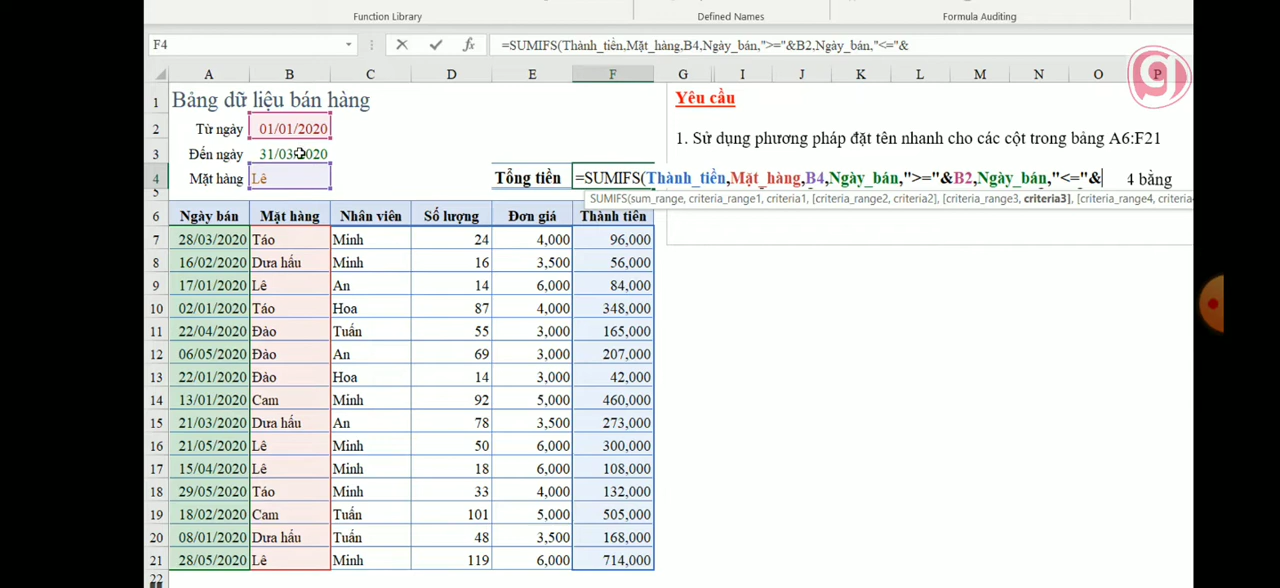 Function Library Defined Names Formula Auditing
F4 fx =SUMIFS(Thành_tiền,Mặt_hàng,B4,Ngày_bán,">="&B2,Ngày_bán,"<="&
A B C D E F G I J K L M N O P
1 Bảng dữ liệu bán hàng Yêu cầu
2 Từ ngày 01/01/2020 1. Sử dụng phương pháp đặt tên nhanh cho các cột trong bảng A6:F21
3 Đến ngày 31/03/2020
4 Mặt hàng Lê Tổng tiền =SUMIFS(Thành_tiền,Mặt_hàng,B4,Ngày_bán,">="&B2,Ngày_bán,"<="& 4 bằng
5 SUMIFS(sum_range, criteria_range1, criteria1, [criteria_range2, criteria2], [criteria_range3, criteria3], [criteria_range4, criteria
6 Ngày bán Mặt hàng Nhân viên Số lượng Đơn giá Thành tiền
7 28/03/2020 Táo Minh 24 4,000 96,000
8 16/02/2020 Dưa hấu Minh 16 3,500 56,000
9 17/01/2020 Lê An 14 6,000 84,000
10 02/01/2020 Táo Hoa 87 4,000 348,000
11 22/04/2020 Đào Tuấn 55 3,000 165,000
12 06/05/2020 Đào An 69 3,000 207,000
13 22/01/2020 Đào Hoa 14 3,000 42,000
14 13/01/2020 Cam Minh 92 5,000 460,000
15 21/03/2020 Dưa hấu An 78 3,500 273,000
16 21/05/2020 Lê Minh 50 6,000 300,000
17 15/04/2020 Lê Minh 18 6,000 108,000
18 29/05/2020 Táo Minh 33 4,000 132,000
19 18/02/2020 Cam Tuấn 101 5,000 505,000
20 08/01/2020 Dưa hấu Tuấn 48 3,500 168,000
21 28/05/2020 Lê Minh 119 6,000 714,000
22